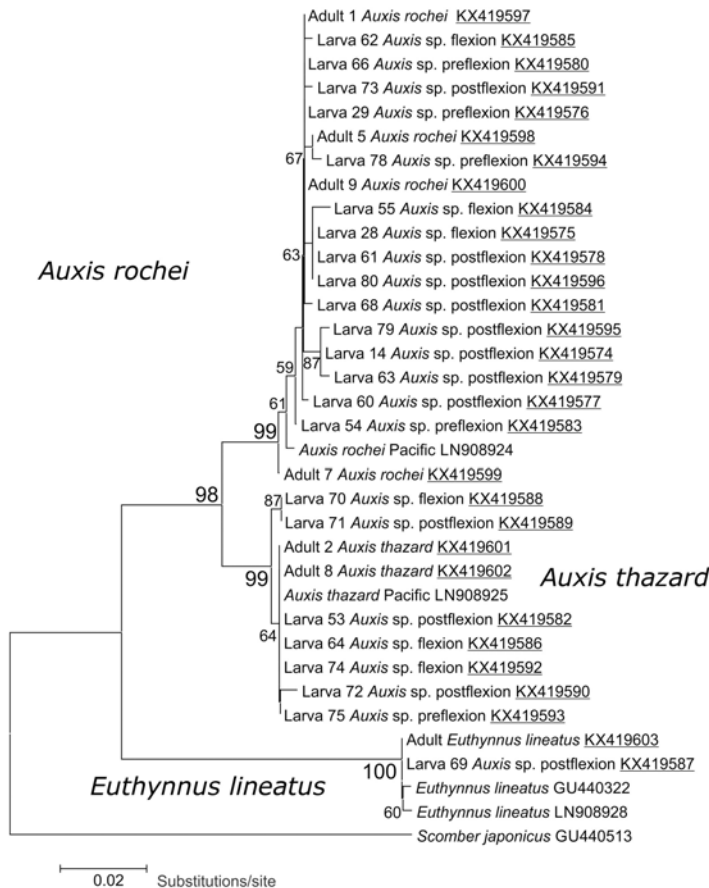 Adult 1 Auxis rochei KX419597
Larva 62 Auxis sp. flexion KX419585
Larva 66 Auxis sp. preflexion KX419580
Larva 73 Auxis sp. postflexion KX419591
Larva 29 Auxis sp. preflexion KX419576
Adult 5 Auxis rochei KX419598
Larva 78 Auxis sp. preflexion KX419594
67
Adult 9 Auxis rochei KX419600
Larva 55 Auxis sp. flexion KX419584
Larva 28 Auxis sp. flexion KX419575
63
Larva 61 Auxis sp. postflexion KX419578
Auxis rochei
Larva 80 Auxis sp. postflexion KX419596
Larva 68 Auxis sp. postflexion KX419581
Larva 79 Auxis sp. postflexion KX419595
Larva 14 Auxis sp. postflexion KX419574
87
59
Larva 63 Auxis sp. postflexion KX419579
61
Larva 60 Auxis sp. postflexion KX419577
Larva 54 Auxis sp. preflexion KX419583
99
Auxis rochei Pacific LN908924
Adult 7 Auxis rochei KX419599
98
87
Larva 70 Auxis sp. flexion KX419588
Larva 71 Auxis sp. postflexion KX419589
Adult 2 Auxis thazard KX419601
99
Adult 8 Auxis thazard KX419602
Auxis thazard
Auxis thazard Pacific LN908925
Larva 53 Auxis sp. postflexion KX419582
64
Larva 64 Auxis sp. flexion KX419586
Larva 74 Auxis sp. flexion KX419592
Larva 72 Auxis sp. postflexion KX419590
Larva 75 Auxis sp. preflexion KX419593
Adult Euthynnus lineatus KX419603
Larva 69 Auxis sp. postflexion KX419587
100
Euthynnus lineatus
Euthynnus lineatus GU440322
60
Euthynnus lineatus LN908928
Scomber japonicus GU440513
0.02
Substitutions/site